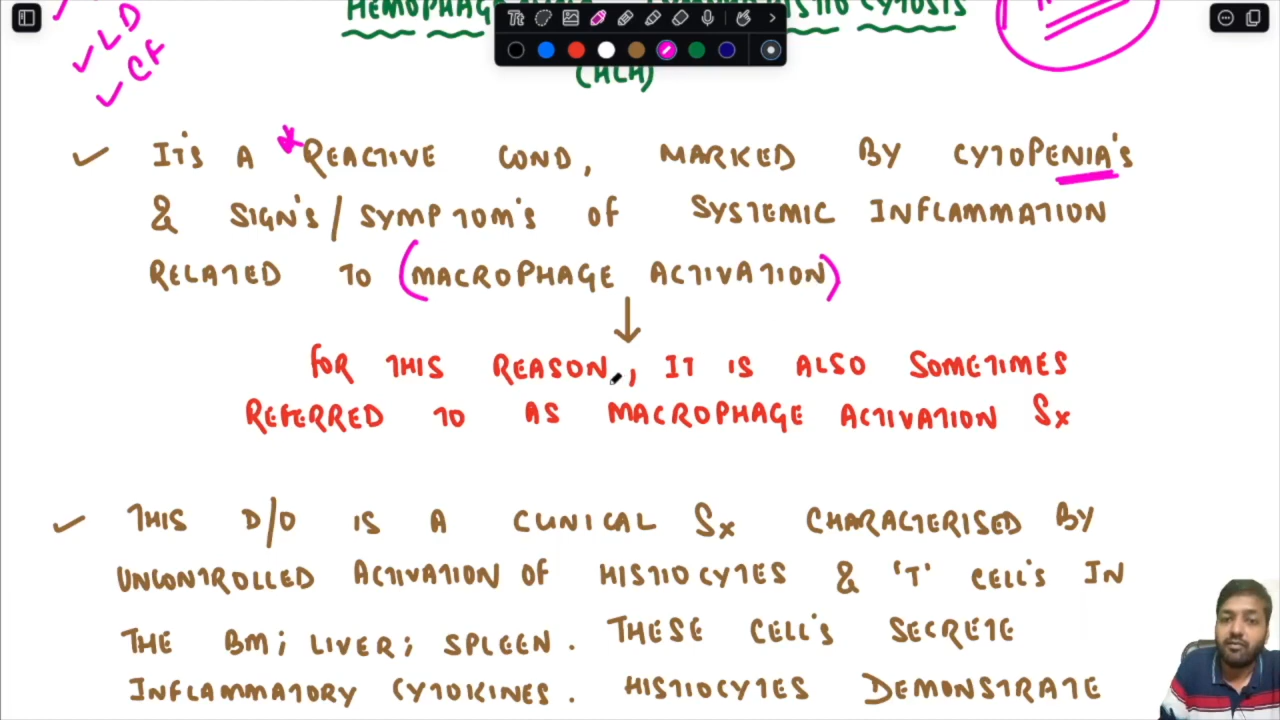 ✓ LD
✓ CF
(HLH)
✓ IT'S A *REACTIVE COND, MARKED BY CYTOPENIA'S
& SIGN'S/SYMPTOM'S OF SYSTEMIC INFLAMMATION
RELATED TO (MACROPHAGE ACTIVATION)
↓
FOR THIS REASON, IT IS ALSO SOMETIMES
REFERRED TO AS MACROPHAGE ACTIVATION Sx
✓ THIS D/O IS A CLINICAL Sx CHARACTERISED BY
UNCONTROLLED ACTIVATION OF HISTIOCYTES & 'T' CELL'S IN
THE BM; LIVER; SPLEEN. THESE CELL'S SECRETE
INFLAMMATORY CYTOKINES. HISTIOCYTES DEMONSTRATE